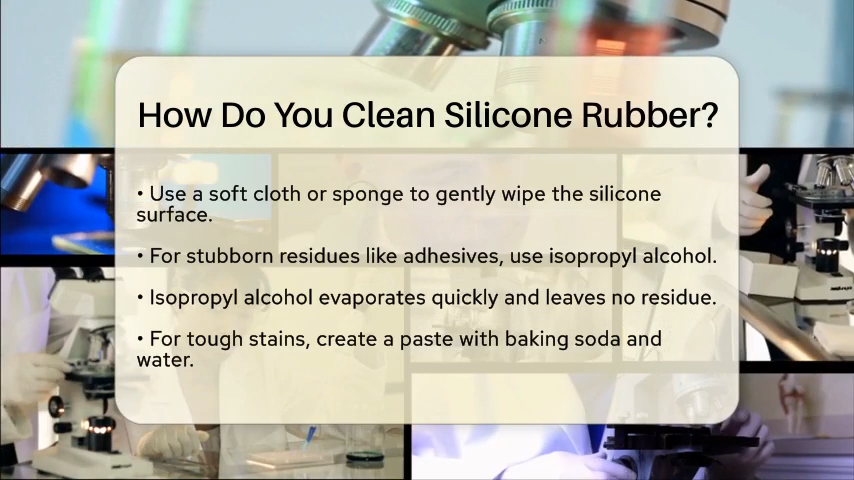 How Do You Clean Silicone Rubber?
• Use a soft cloth or sponge to gently wipe the silicone
surface.
• For stubborn residues like adhesives, use isopropyl alcohol.
• Isopropyl alcohol evaporates quickly and leaves no residue.
• For tough stains, create a paste with baking soda and
water.